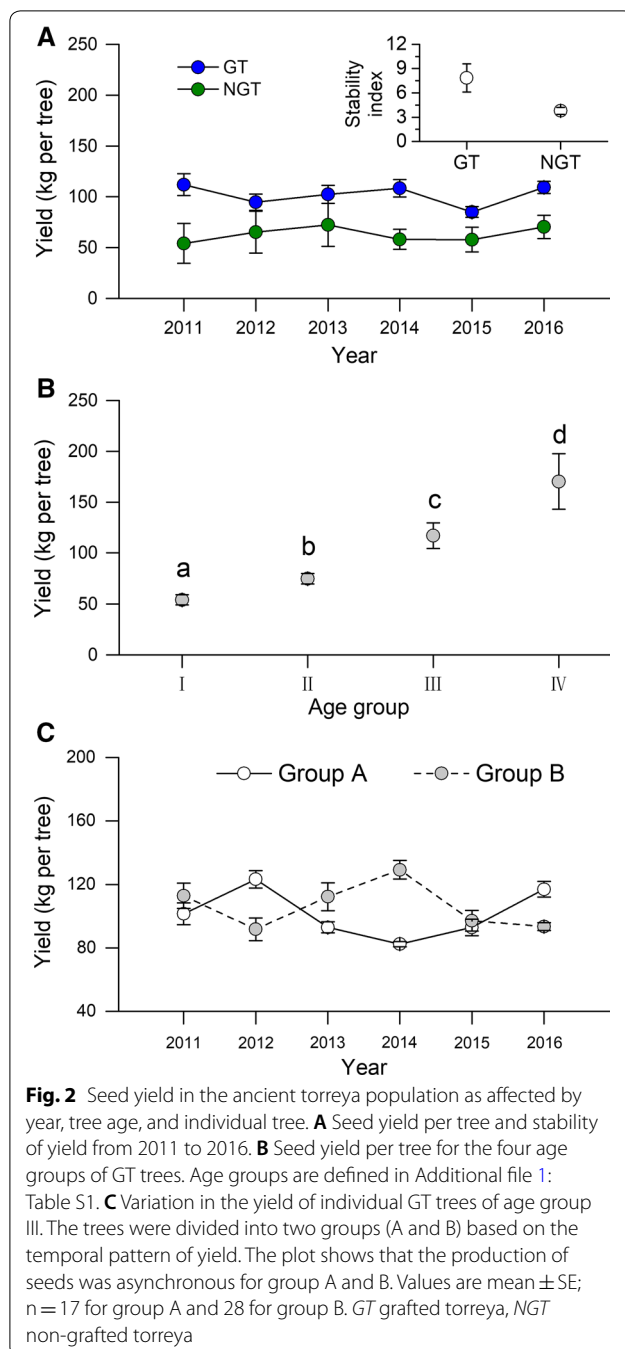 A
250
200
150
100
50
0
Yield (kg per tree)
GT
NGT
12
9
6
3
0
Stability
index
GT NGT
2011 2012 2013 2014 2015 2016
Year
B
250
200
150
100
50
0
Yield (kg per tree)
a
b
c
d
I II III IV
Age group
C
200
160
120
80
40
Yield (kg per tree)
Group A Group B
2011 2012 2013 2014 2015 2016
Year
Fig. 2 Seed yield in the ancient torreya population as affected by
year, tree age, and individual tree. A Seed yield per tree and stability
of yield from 2011 to 2016. B Seed yield per tree for the four age
groups of GT trees. Age groups are defined in Additional file 1:
Table S1. C Variation in the yield of individual GT trees of age group
III. The trees were divided into two groups (A and B) based on the
temporal pattern of yield. The plot shows that the production of
seeds was asynchronous for group A and B. Values are mean ± SE;
n = 17 for group A and 28 for group B. GT grafted torreya, NGT
non-grafted torreya